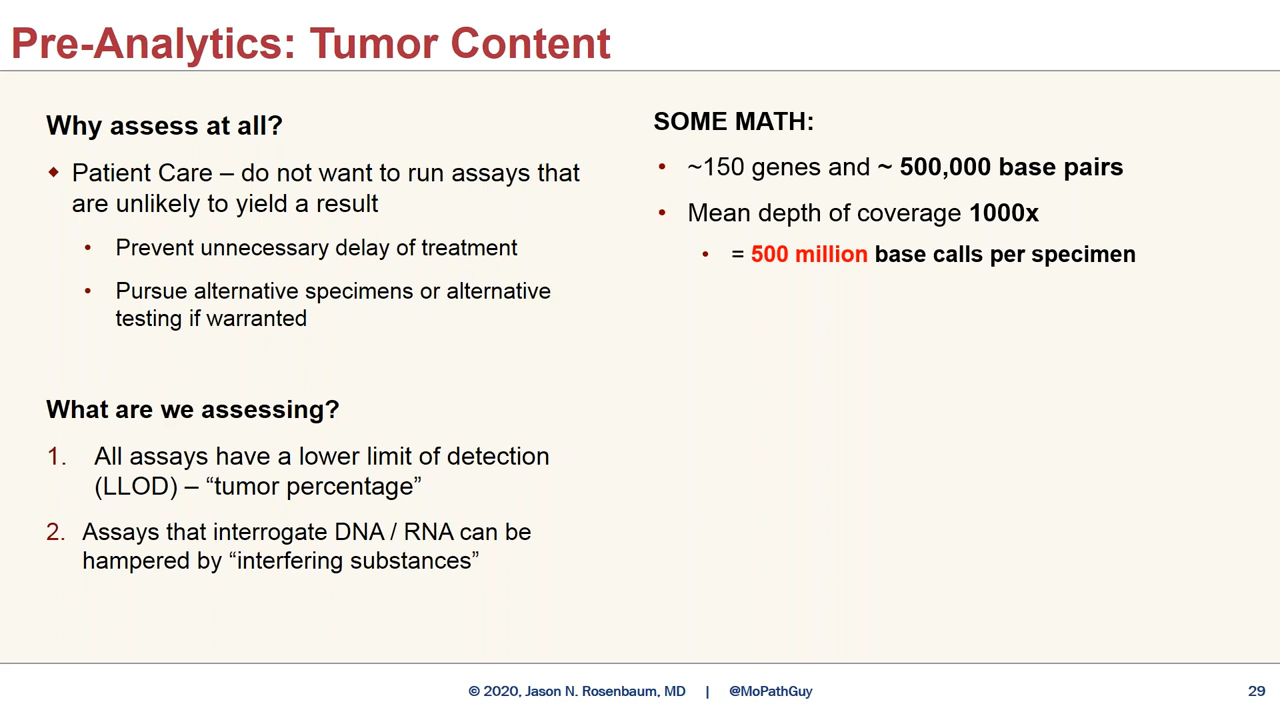 Pre-Analytics: Tumor Content
Why assess at all?
◆ Patient Care – do not want to run assays that
are unlikely to yield a result
• Prevent unnecessary delay of treatment
• Pursue alternative specimens or alternative
testing if warranted
What are we assessing?
1. All assays have a lower limit of detection
(LLOD) – “tumor percentage”
2. Assays that interrogate DNA / RNA can be
hampered by “interfering substances”
SOME MATH:
• ~150 genes and ~ 500,000 base pairs
• Mean depth of coverage 1000x
• = 500 million base calls per specimen
© 2020, Jason N. Rosenbaum, MD | @MoPathGuy
29